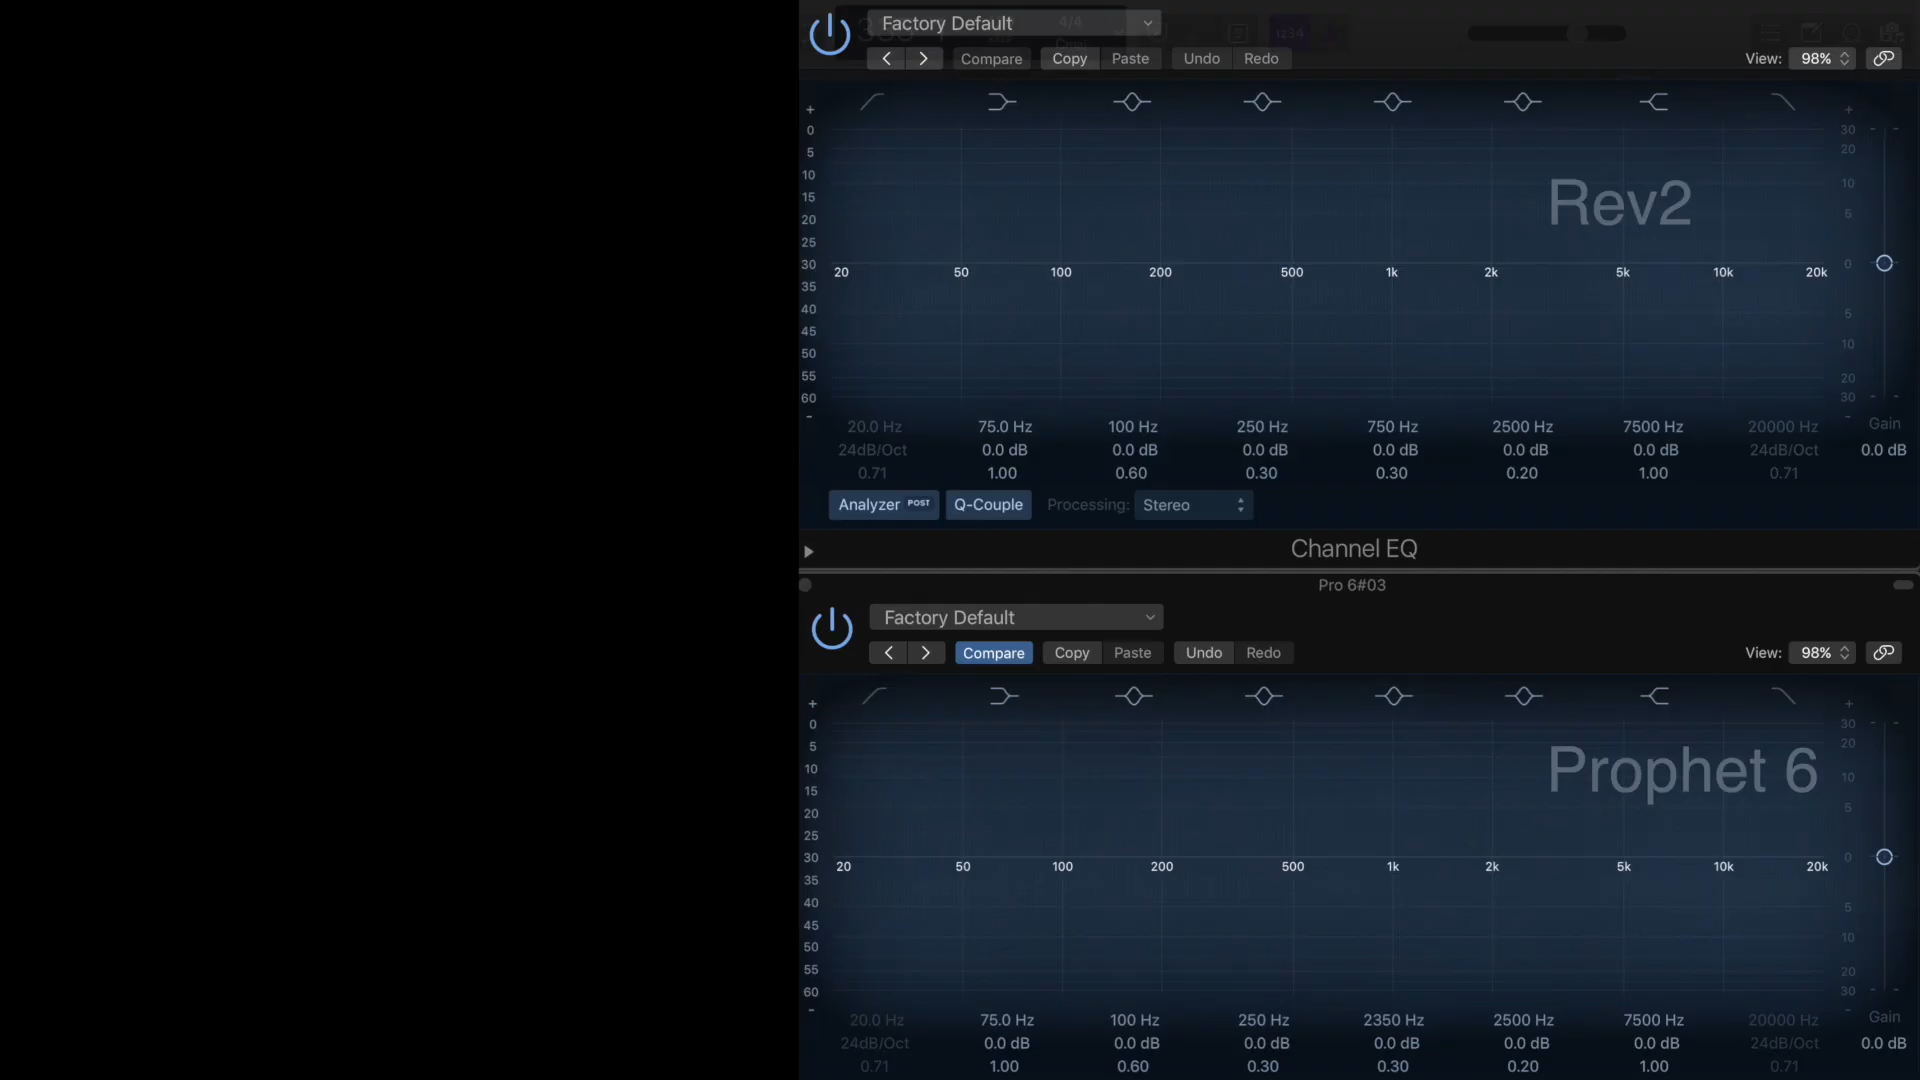 Factory Default
Compare Copy Paste Undo Redo View: 98%
+ +
0 30
5 20
10 10
15 Rev2
20 5
25
30 20 50 100 200 500 1k 2k 5k 10k 20k 0
35
40 5
45 10
50
55 20
60 30
- -
20.0 Hz 75.0 Hz 100 Hz 250 Hz 750 Hz 2500 Hz 7500 Hz 20000 Hz Gain
24dB/Oct 0.0 dB 0.0 dB 0.0 dB 0.0 dB 0.0 dB 0.0 dB 24dB/Oct 0.0 dB
0.71 1.00 0.60 0.30 0.30 0.20 1.00 0.71
Analyzer POST Q-Couple Processing: Stereo
Channel EQ
Pro 6#03
Factory Default
Compare Copy Paste Undo Redo View: 98%
+ +
0 30
5 20
10 Prophet 6 10
15
20 5
25
30 20 50 100 200 500 1k 2k 5k 10k 20k 0
35
40 5
45 10
50
55 20
60 30
- -
20.0 Hz 75.0 Hz 100 Hz 250 Hz 2350 Hz 2500 Hz 7500 Hz 20000 Hz Gain
24dB/Oct 0.0 dB 0.0 dB 0.0 dB 0.0 dB 0.0 dB 0.0 dB 24dB/Oct 0.0 dB
0.71 1.00 0.60 0.30 0.30 0.20 1.00 0.71